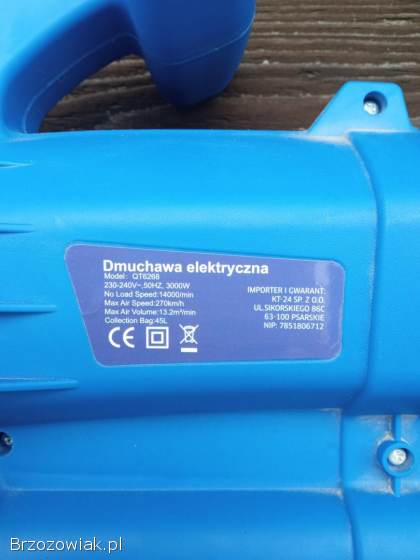 Dmuchawa elektryczna
Model: QT6268
230-240V~,50HZ, 3000W
No Load Speed:14000/min
Max Air Speed:270km/h
Max Air Volume:13.2m³/min
Collection Bag:45L
CE
IMPORTER I GWARANT:
KT-24 SP. Z O.O.
UL.SIKORSKIEGO 86C
63-100 PSARSKIE
NIP: 7851806712
Brzozowiak.pl